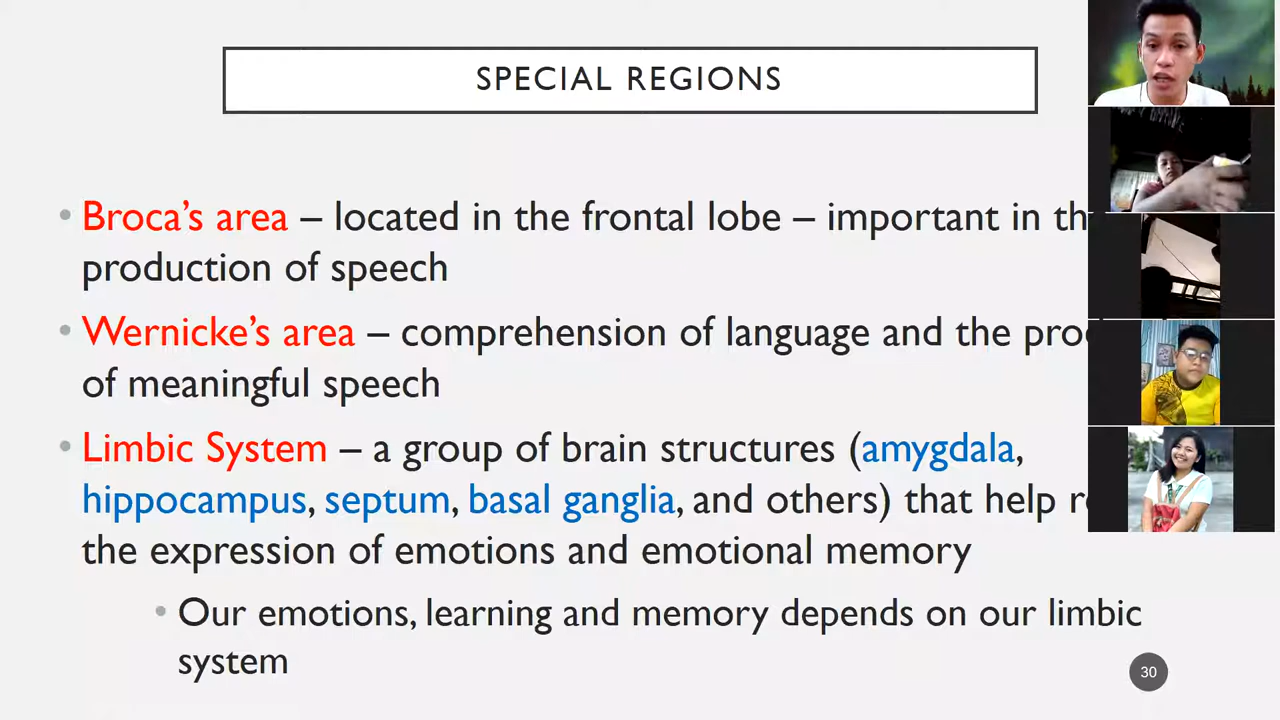 SPECIAL REGIONS
• Broca's area – located in the frontal lobe – important in
production of speech
• Wernicke's area – comprehension of language and the
of meaningful speech
• Limbic System – a group of brain structures (amygdala,
hippocampus, septum, basal ganglia, and others) that help
the expression of emotions and emotional memory
• Our emotions, learning and memory depends on our limbic
system
30